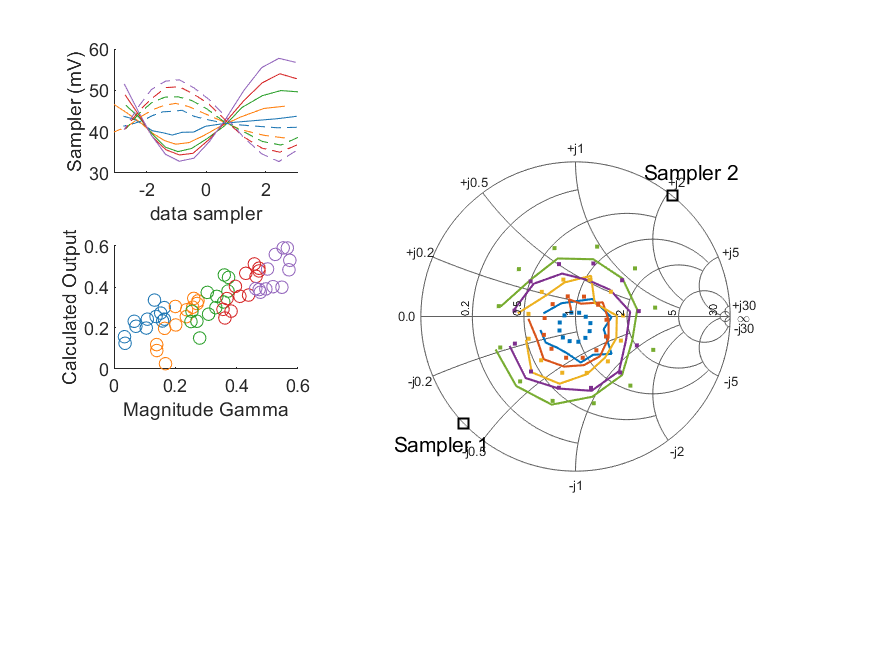 60
50
40
30
Sampler (mV)
-2 0 2
data sampler
0.6
0.4
0.2
0
Calculated Output
0 0.2 0.4 0.6
Magnitude Gamma
+j1
Sampler 2
+j2
+j0.5
+j0.2
+j5
0.0
0.2
0.5
1
2
5
30
+j30
∞
-j30
-j0.2
-j5
Sampler 1
-j0.5
-j2
-j1